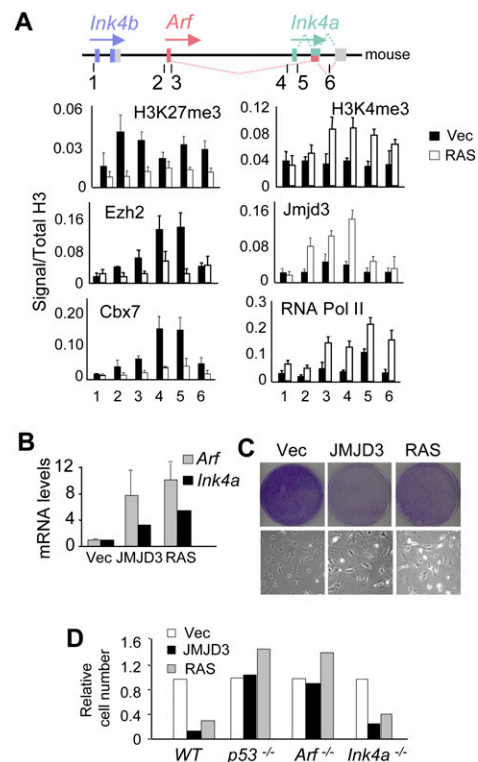 A
Ink4b Arf Ink4a
mouse
1 2 3 4 5 6
H3K27me3 H3K4me3
0.06 0.12
0.03 0.08
0.04
0 0
Vec
RAS
Ezh2 Jmjd3
0.16 0.16
0.08 0.08
0 0
Signal/Total H3
Cbx7 RNA Pol II
0.20 0.3
0.2
0.10 0.1
0 0
1 2 3 4 5 6 1 2 3 4 5 6
B
mRNA levels
Arf
Ink4a
12
8
4
0
Vec JMJD3 RAS
C
Vec JMJD3 RAS
D
Relative
cell number
Vec
JMJD3
RAS
1.6
1.2
0.8
0.4
0
WT p53 -/- Arf -/- Ink4a -/-